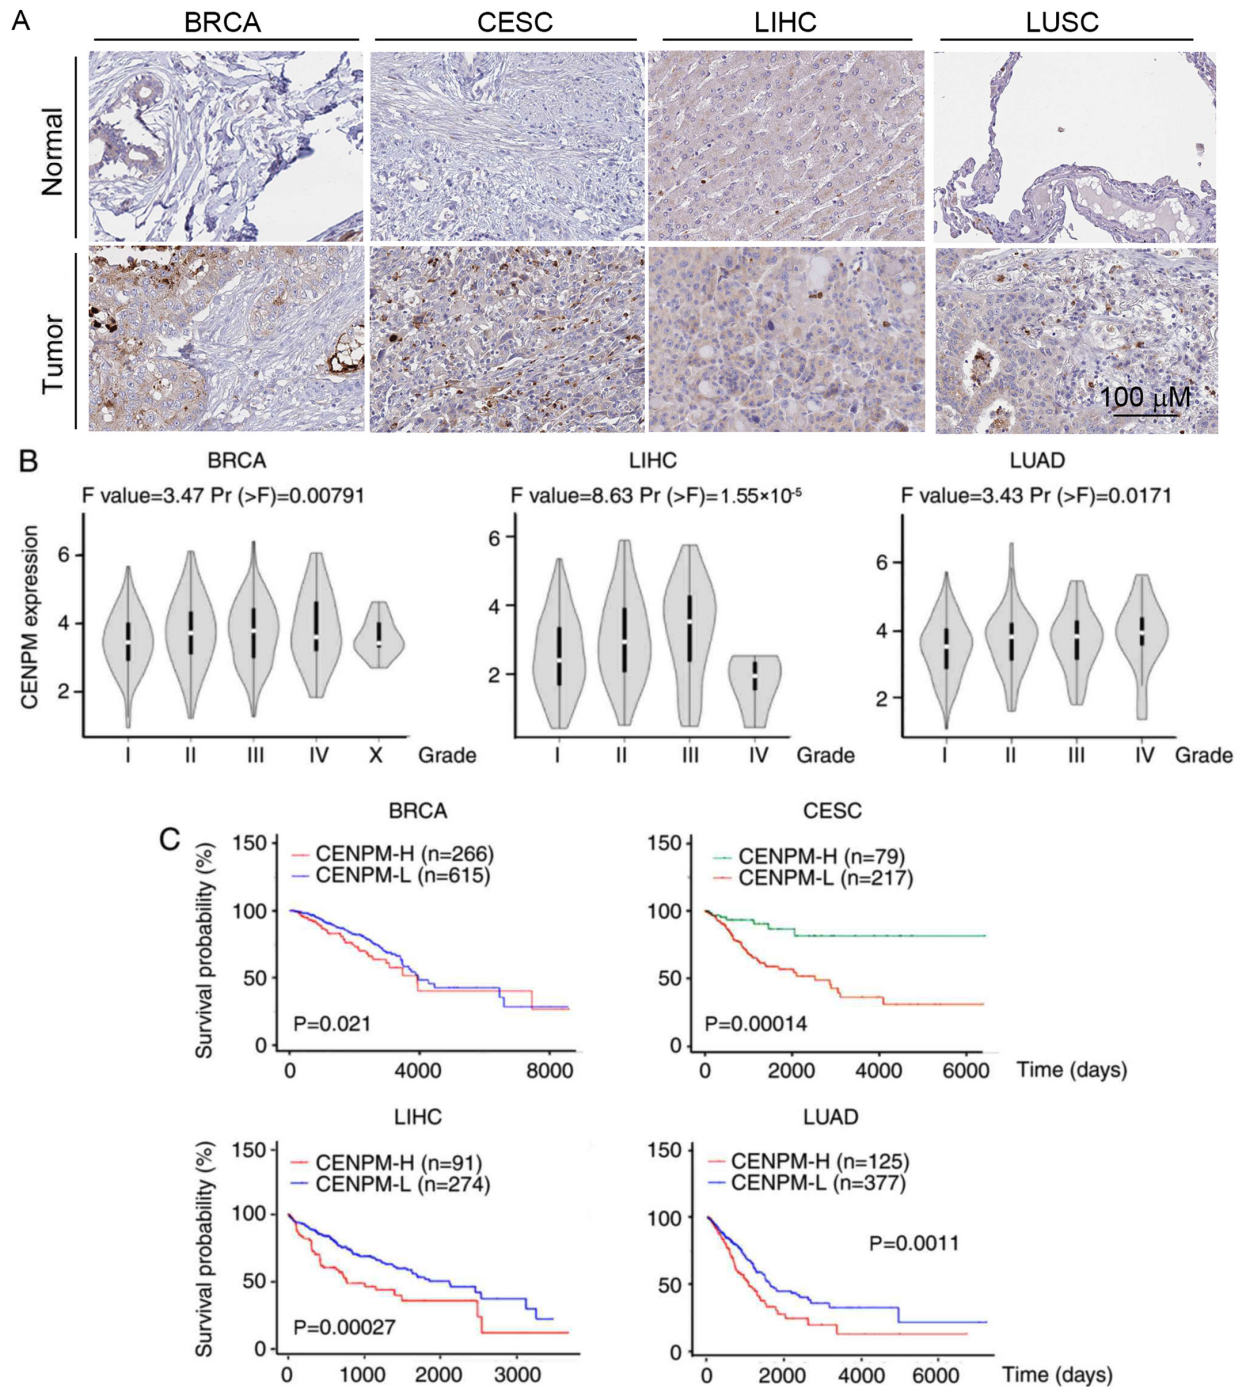 A
BRCA CESC LIHC LUSC
Normal
Tumor
100 μM
B
BRCA LIHC LUAD
F value=3.47 Pr (>F)=0.00791 F value=8.63 Pr (>F)=1.55×10⁻⁵ F value=3.43 Pr (>F)=0.0171
CENPM expression
6
4
2
I II III IV X Grade
6
4
2
I II III IV
6
4
2
I II III IV Grade
C
BRCA
Survival probability (%)
150
100
50
0
CENPM-H (n=266)
CENPM-L (n=615)
P=0.021
0 4000 8000
CESC
150
100
50
0
CENPM-H (n=79)
CENPM-L (n=217)
P=0.00014
0 2000 4000 6000 Time (days)
LIHC
Survival probability (%)
150
100
50
0
CENPM-H (n=91)
CENPM-L (n=274)
P=0.00027
0 1000 2000 3000
LUAD
150
100
50
0
CENPM-H (n=125)
CENPM-L (n=377)
P=0.0011
0 2000 4000 6000 Time (days)